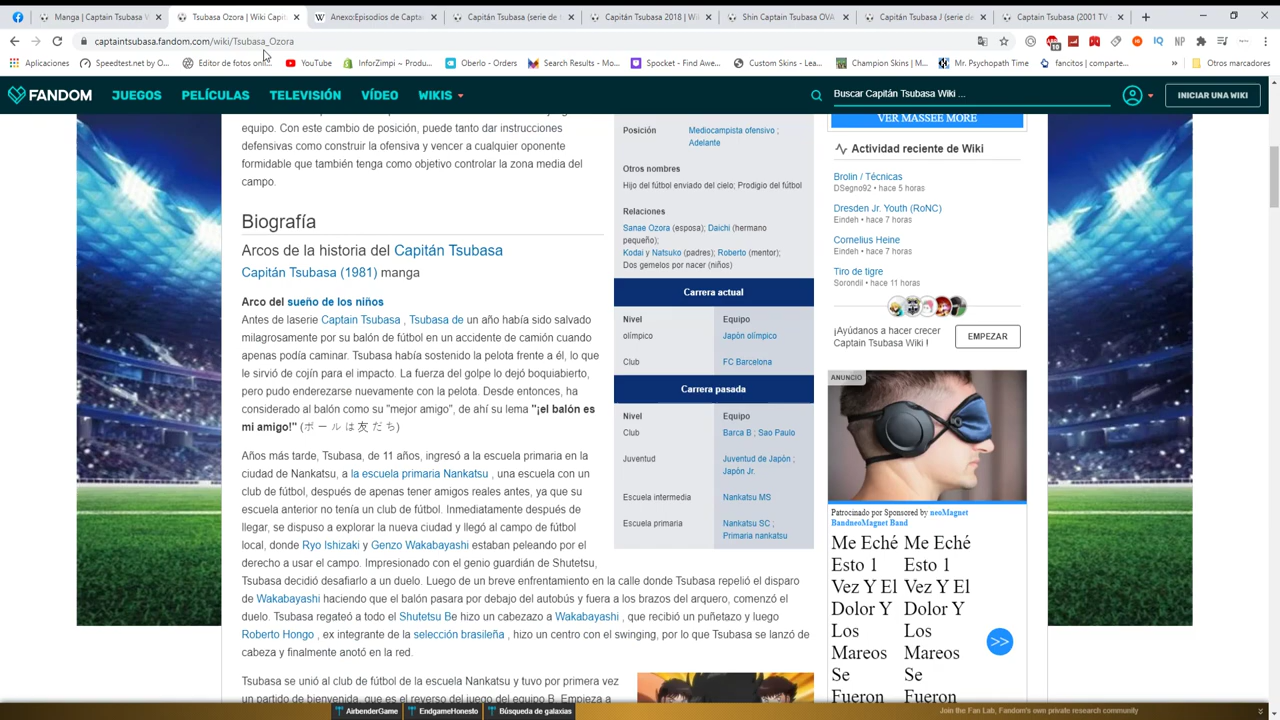 Manga | Captain Tsubasa W
Tsubasa Ozora | Wiki Capit
Anexo:Episodios de Capta
Capitán Tsubasa (serie de t
Capitán Tsubasa 2018 | Wi
Shin Captain Tsubasa OVA
Capitán Tsubasa J (serie de
Captain Tsubasa (2001 TV
captaintsubasa.fandom.com/wiki/Tsubasa_Ozora
10
IQ
NP
Aplicaciones
Speedtest.net by O...
Editor de fotos onli...
YouTube
InfoZimpi ~ Produ...
Oberlo - Orders
Search Results - Mo...
Spocket - Find Awe...
Custom Skins - Lea...
Champion Skins | M...
Mr. Psychopath Time
fancitos | comparte...
Otros marcadores
FANDOM
JUEGOS
PELÍCULAS
TELEVISIÓN
VÍDEO
WIKIS
Buscar Capitán Tsubasa Wiki ...
INICIAR UNA WIKI
equipo. Con este cambio de posición, puede tanto dar instrucciones
defensivas como construir la ofensiva y vencer a cualquier oponente
formidable que también tenga como objetivo controlar la zona media del
campo.
Biografía
Arcos de la historia del Capitán Tsubasa
Capitán Tsubasa (1981) manga
Arco del sueño de los niños
Antes de laserie Captain Tsubasa , Tsubasa de un año había sido salvado
milagrosamente por su balón de fútbol en un accidente de camión cuando
apenas podía caminar. Tsubasa había sostenido la pelota frente a él, lo que
le sirvió de cojín para el impacto. La fuerza del golpe lo dejó boquiabierto,
pero pudo enderezarse nuevamente con la pelota. Desde entonces, ha
considerado al balón como su "mejor amigo", de ahí su lema "¡el balón es
mi amigo!" (ボールは友だち)
Años más tarde, Tsubasa, de 11 años, ingresó a la escuela primaria en la
ciudad de Nankatsu, a la escuela primaria Nankatsu , una escuela con un
club de fútbol, después de apenas tener amigos reales antes, ya que su
escuela anterior no tenía un club de fútbol. Inmediatamente después de
llegar, se dispuso a explorar la nueva ciudad y llegó al campo de fútbol
local, donde Ryo Ishizaki y Genzo Wakabayashi estaban peleando por el
derecho a usar el campo. Impresionado con el genio guardián de Shutetsu,
Tsubasa decidió desafiarlo a un duelo. Luego de un breve enfrentamiento en la calle donde Tsubasa repelió el disparo
de Wakabayashi haciendo que el balón pasara por debajo del autobús y fuera a los brazos del arquero, comenzó el
duelo. Tsubasa regateó a todo el Shutetsu Be hizo un cabezazo a Wakabayashi , que recibió un puñetazo y luego
Roberto Hongo , ex integrante de la selección brasileña , hizo un centro con el swinging, por lo que Tsubasa se lanzó de
cabeza y finalmente anotó en la red.
Tsubasa se unió al club de fútbol de la escuela Nankatsu y tuvo por primera vez
un partido de bienvenida, que es el reverso del juego del equipo B. Empieza a
Posición
Mediocampista ofensivo ;
Adelante
Otros nombres
Hijo del fútbol enviado del cielo; Prodigio del fútbol
Relaciones
Sanae Ozora (esposa); Daichi (hermano
pequeño);
Kodai y Natsuko (padres); Roberto (mentor);
Dos gemelos por nacer (niños)
Carrera actual
Nivel Equipo
olímpico Japón olímpico
Club FC Barcelona
Carrera pasada
Nivel Equipo
Club Barca B ; Sao Paulo
Juventud Juventud de Japón ;
Japón Jr.
Escuela intermedia Nankatsu MS
Escuela primaria Nankatsu SC ;
Primaria nankatsu
VER MASSEE MORE
Actividad reciente de Wiki
Brolin / Técnicas
DSegno92 • hace 5 horas
Dresden Jr. Youth (RoNC)
Eindeh • hace 7 horas
Cornelius Heine
Eindeh • hace 7 horas
Tiro de tigre
Sorondil • hace 11 horas
¡Ayúdanos a hacer crecer
Captain Tsubasa Wiki !
EMPEZAR
ANUNCIO
Patrocinado por Sponsored by neoMagnet
BandneoMagnet Band
Me Eché Me Eché
Esto 1 Esto 1
Vez Y El Vez Y El
Dolor Y Dolor Y
Los Los
Mareos Mareos
Se Se
Fueron Fueron
>>
AirbenderGame
EndgameHonesto
Búsqueda de galaxias
Join the Fan Lab, Fandom's own private research community